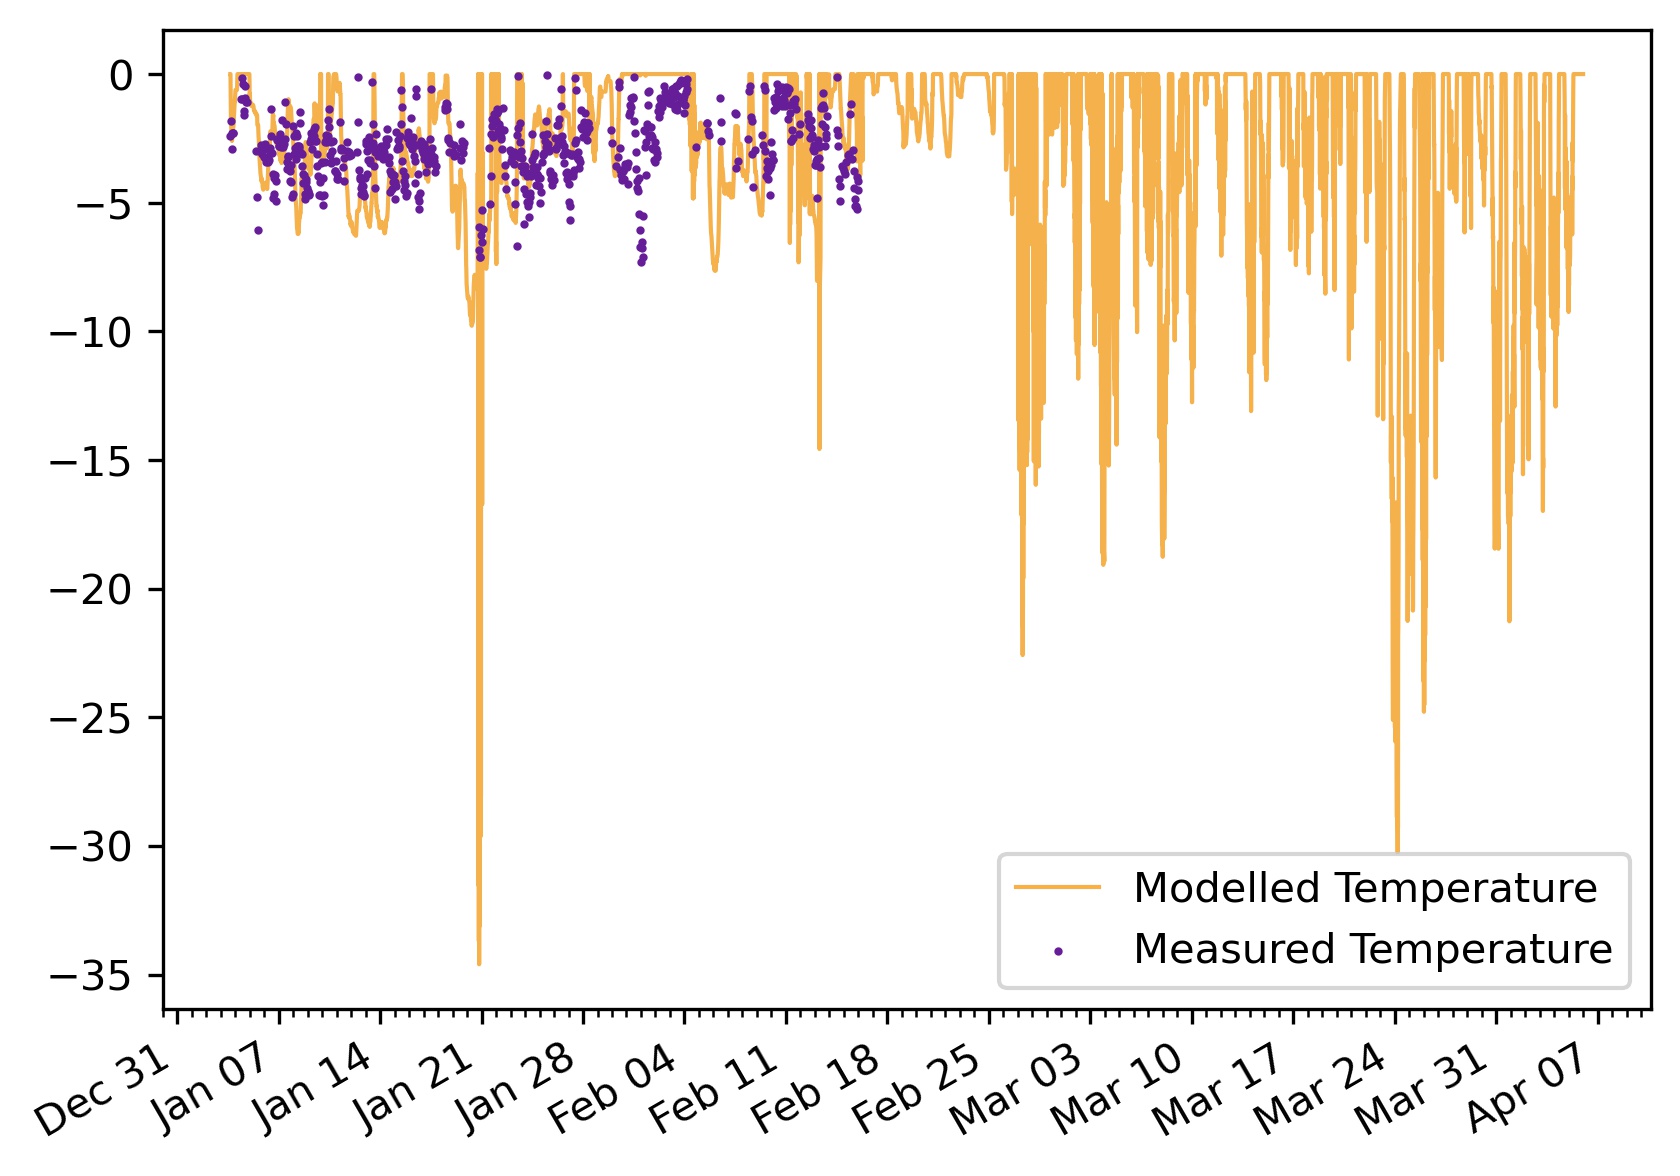 0
−5
−10
−15
−20
−25
−30
−35
Modelled Temperature
Measured Temperature
Dec 31
Jan 07
Jan 14
Jan 21
Jan 28
Feb 04
Feb 11
Feb 18
Feb 25
Mar 03
Mar 10
Mar 17
Mar 24
Mar 31
Apr 07